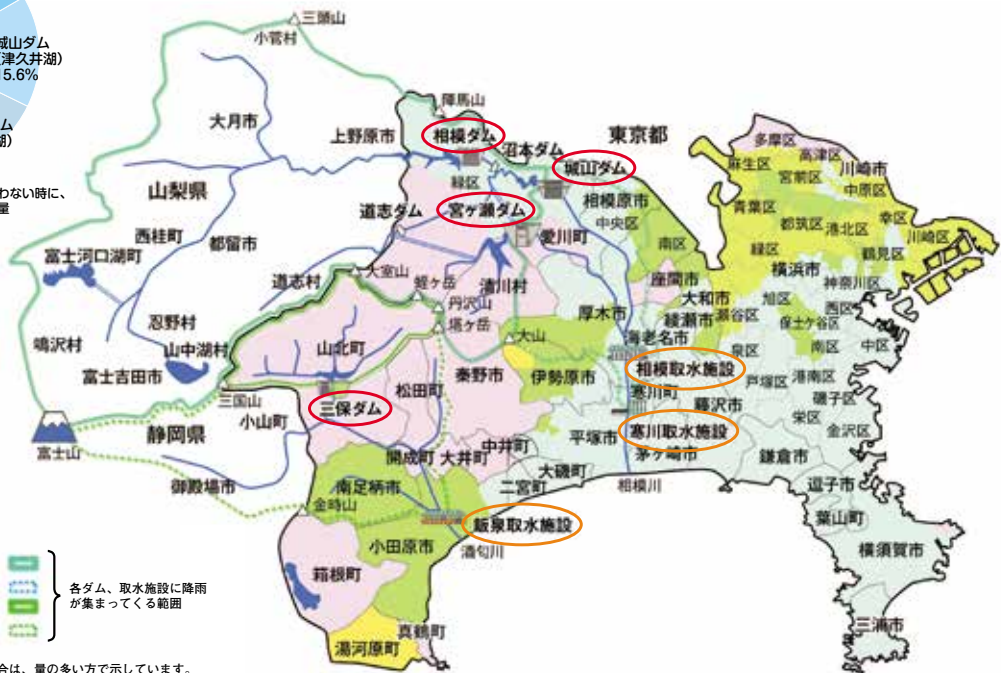 城山ダム
(津久井湖)
15.6%
ム
湖)
わない時に、
量
三頭山
小菅村
大月市
上野原市
陣馬山
相模ダム
沼本ダム
東京都
城山ダム
緑区
山梨県
道志ダム
宮ヶ瀬ダム
相模原市
中央区
愛川町
南区
西桂町
都留市
富士河口湖町
道志村
大室山
蛭ヶ岳
清川村
丹沢山
塔ヶ岳
座間市
大和市
厚木市
綾瀬市
瀬谷区
海老名市
多摩区
麻生区
高津区
川崎市
宮前区
中原区
青葉区
都筑区
港北区
幸区
川崎区
緑区
鶴見区
横浜市
神奈川区
旭区
西区
保土ケ谷区
泉区
南区
中区
忍野村
鳴沢村
山中湖村
富士吉田市
山北町
大山
秦野市
伊勢原市
相模取水施設
戸塚区
港南区
三国山
小山町
三保ダム
松田町
寒川町
藤沢市
磯子区
栄区
静岡県
富士山
寒川取水施設
金沢区
開成町
大井町
中井町
平塚市
茅ヶ崎市
鎌倉市
大磯町
御殿場市
南足柄市
二宮町
相模川
逗子市
金時山
葉山町
飯泉取水施設
小田原市
酒匂川
横須賀市
箱根町
各ダム、取水施設に降雨
が集まってくる範囲
三浦市
真鶴町
湯河原町
合は、量の多い方で示しています。